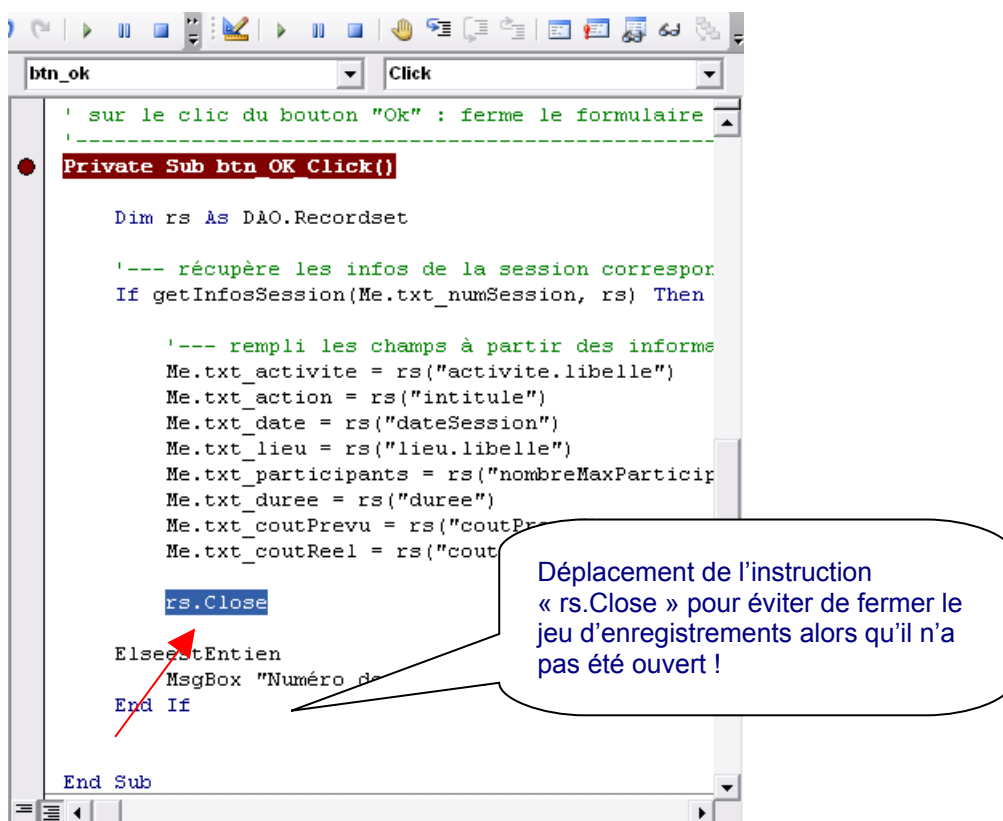 btn_ok
Click
' sur le clic du bouton "Ok" : ferme le formulaire
'---------------------------------------------------
Private Sub btn_OK_Click()
Dim rs As DAO.Recordset
'--- récupère les infos de la session correspon
If getInfosSession(Me.txt_numSession, rs) Then
'--- rempli les champs à partir des informa
Me.txt_activite = rs("activite.libelle")
Me.txt_action = rs("intitule")
Me.txt_date = rs("dateSession")
Me.txt_lieu = rs("lieu.libelle")
Me.txt_participants = rs("nombreMaxParticip
Me.txt_duree = rs("duree")
Me.txt_coutPrevu = rs("coutPr
Me.txt_coutReel = rs("cout
rs.Close
ElseestEntien
MsgBox "Numéro de
End If
End Sub
Déplacement de l'instruction
« rs.Close » pour éviter de fermer le
jeu d'enregistrements alors qu'il n'a
pas été ouvert !